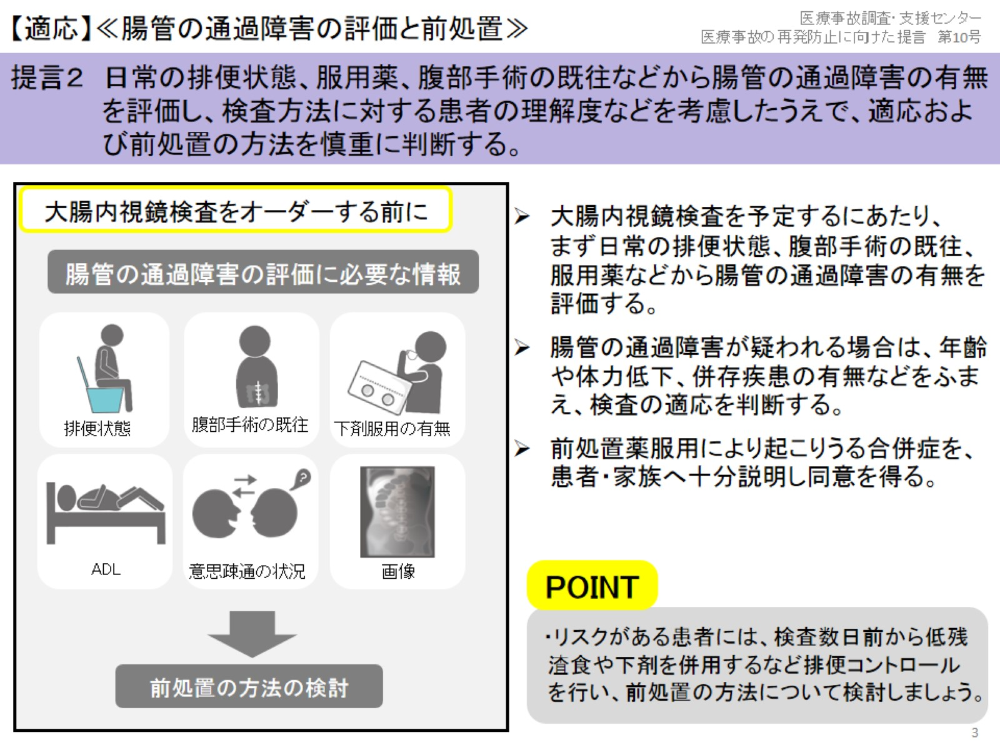 【適応】≪腸管の通過障害の評価と前処置≫
医療事故調査・支援センター
医療事故の再発防止に向けた提言 第10号
提言２ 日常の排便状態、服用薬、腹部手術の既往などから腸管の通過障害の有無
を評価し、検査方法に対する患者の理解度などを考慮したうえで、適応およ
び前処置の方法を慎重に判断する。
大腸内視鏡検査をオーダーする前に
腸管の通過障害の評価に必要な情報
排便状態
腹部手術の既往
下剤服用の有無
?
ADL
意思疎通の状況
画像
前処置の方法の検討
➢ 大腸内視鏡検査を予定するにあたり、
まず日常の排便状態、腹部手術の既往、
服用薬などから腸管の通過障害の有無を
評価する。
➢ 腸管の通過障害が疑われる場合は、年齢
や体力低下、併存疾患の有無などをふま
え、検査の適応を判断する。
➢ 前処置薬服用により起こりうる合併症を、
患者・家族へ十分説明し同意を得る。
POINT
・リスクがある患者には、検査数日前から低残
渣食や下剤を併用するなど排便コントロール
を行い、前処置の方法について検討しましょう。
3